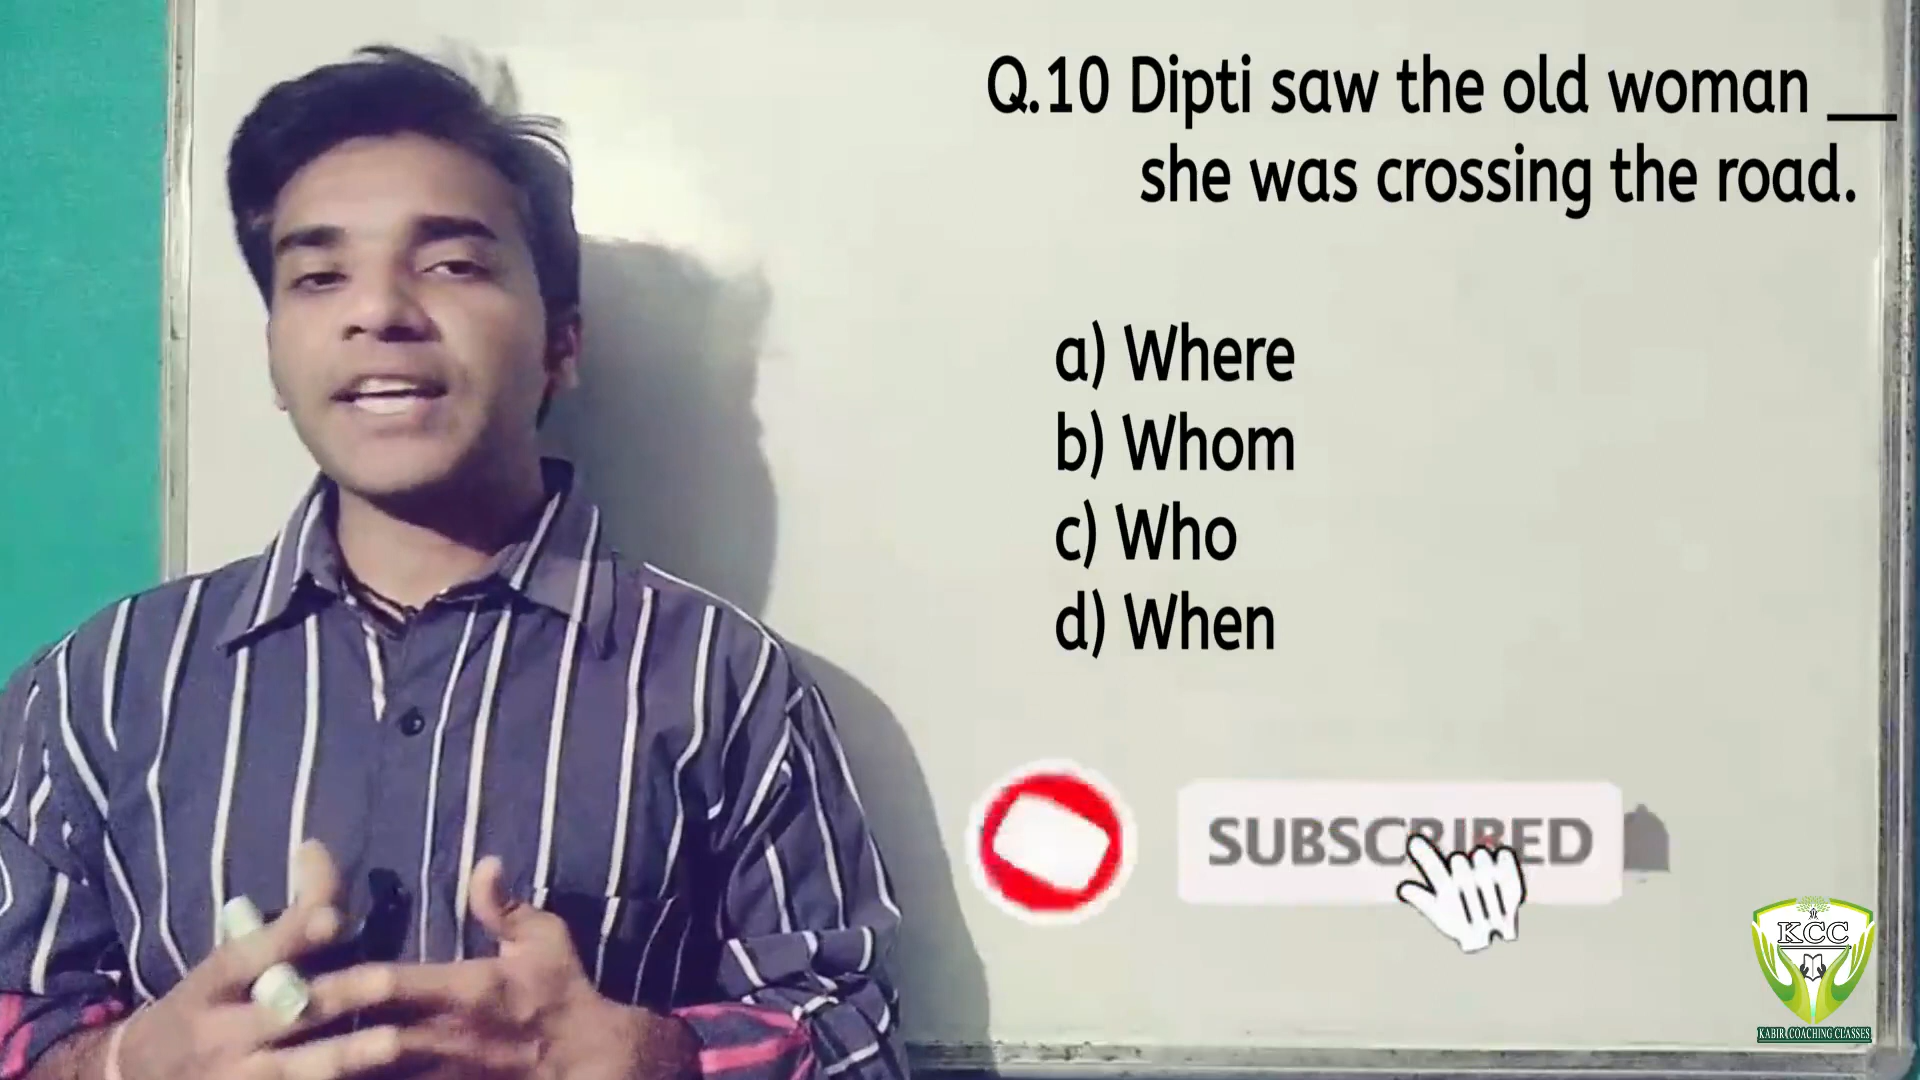 Q.10 Dipti saw the old woman __
she was crossing the road.
a) Where
b) Whom
c) Who
d) When
SUBSCRIBED
KCC
KABIR COACHING CLASSES